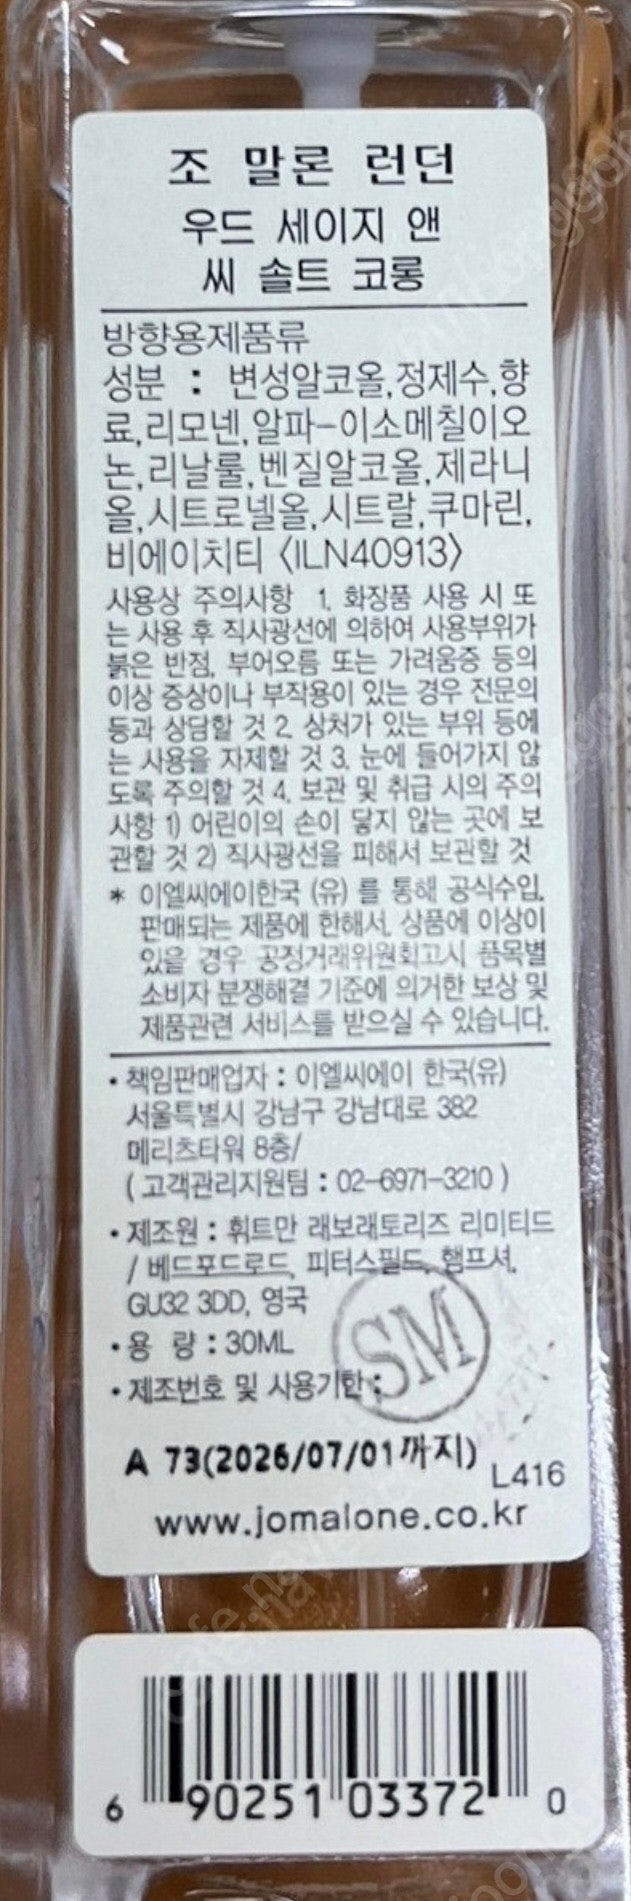 조 말론 런던
우드 세이지 앤
씨 솔트 코롱
방향용제품류
성분 : 변성알코올,정제수,향
료,리모넨,알파-이소메칠이오
논,리날룰,벤질알코올,제라니
올,시트로넬올,시트랄,쿠마린,
비에이치티 <ILN40913>
사용상 주의사항 1. 화장품 사용 시 또
는 사용 후 직사광선에 의하여 사용부위가
붉은 반점, 부어오름 또는 가려움증 등의
이상 증상이나 부작용이 있는 경우 전문의
등과 상담할 것 2. 상처가 있는 부위 등에
는 사용을 자제할 것 3. 눈에 들어가지 않
도록 주의할 것 4. 보관 및 취급 시의 주의
사항 1) 어린이의 손이 닿지 않는 곳에 보
관할 것 2) 직사광선을 피해서 보관할 것
* 이엘씨에이한국 (유) 를 통해 공식수입,
판매되는 제품에 한해서, 상품에 이상이
있을 경우 공정거래위원회고시 품목별
소비자 분쟁해결 기준에 의거한 보상 및
제품관련 서비스를 받으실 수 있습니다.
• 책임판매업자 : 이엘씨에이 한국(유)
서울특별시 강남구 강남대로 382
메리츠타워 8층/
( 고객관리지원팀 : 02-6971-3210 )
• 제조원 : 휘트만 래보래토리즈 리미티드
/ 베드포드로드, 피터스필드, 햄프셔,
GU32 3DD, 영국
• 용 량 : 30ML
• 제조번호 및 사용기한 :
SM
A 73(2026/07/01까지)
L416
www.jomalone.co.kr
6 90251 03372 0